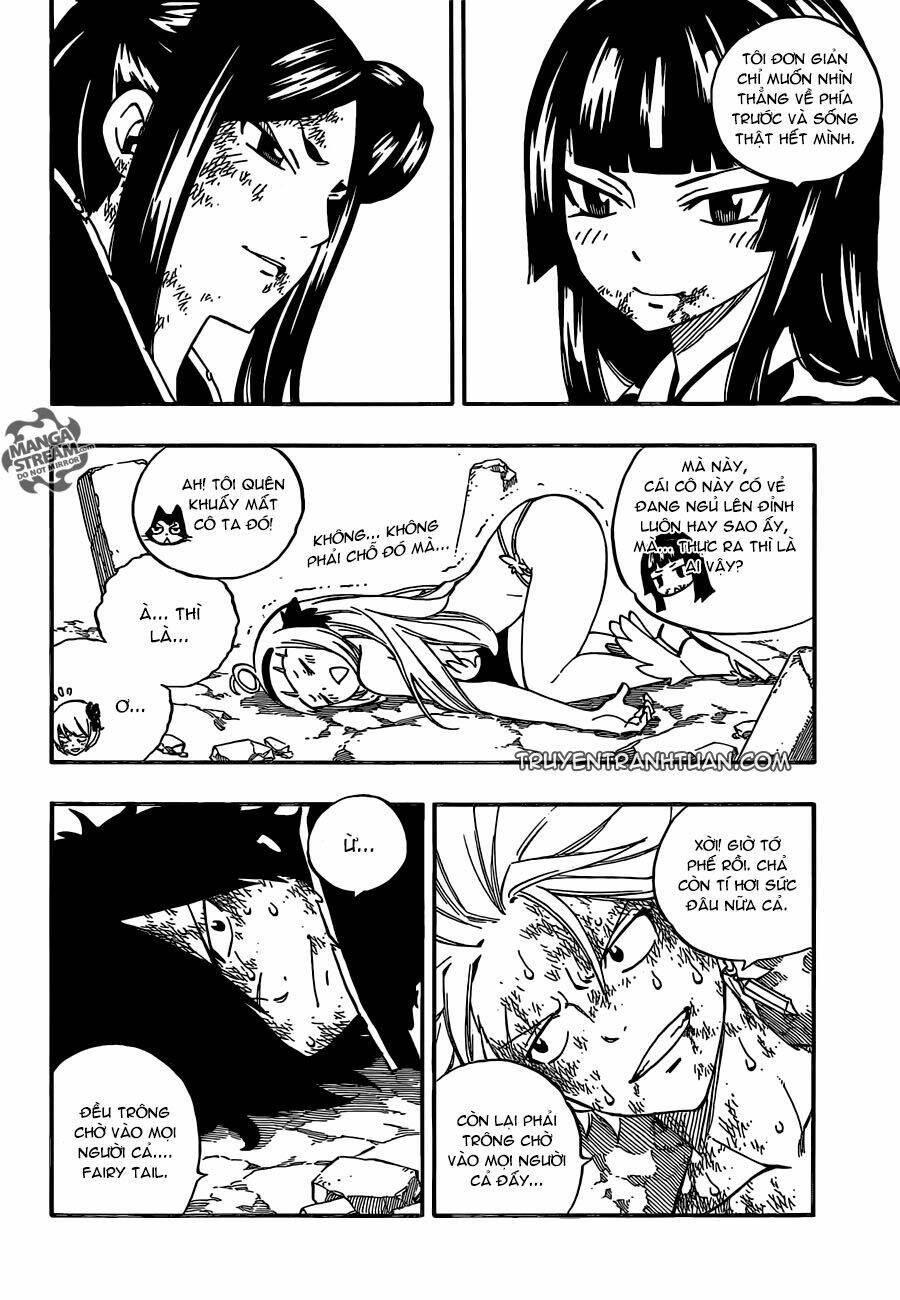 TÔI ĐƠN GIẢN
CHỈ MUỐN NHÌN
THẲNG VỀ PHÍA
TRƯỚC VÀ SỐNG
THẬT HẾT MÌNH.
MANGA
STREAM.com
DO NOT MIRROR
AH! TÔI QUÊN
KHUẤY MẤT
CÔ TA ĐÓ!
KHÔNG... KHÔNG
PHẢI CHỖ ĐÓ MÀ...
MÀ NÀY,
CÁI CÔ NÀY CÓ VẺ
ĐANG NGỦ LÊN ĐỈNH
LUÔN HAY SAO ẤY,
MÀ... THỰC RA THÌ LÀ
AI VẬY?
À... THÌ
LÀ...
Ơ...
TRUYENTRANHTUAN.COM
Ừ...
ĐỀU TRÔNG
CHỜ VÀO MỌI
NGƯỜI CẢ....
FAIRY TAIL.
XỜI! GIỜ TỚ
PHẾ RỒI. CHẢ
CÒN TÍ HƠI SỨC
ĐÂU NỮA CẢ.
CÒN LẠI PHẢI
TRÔNG CHỜ
VÀO MỌI NGƯỜI
CẢ ĐẤY...